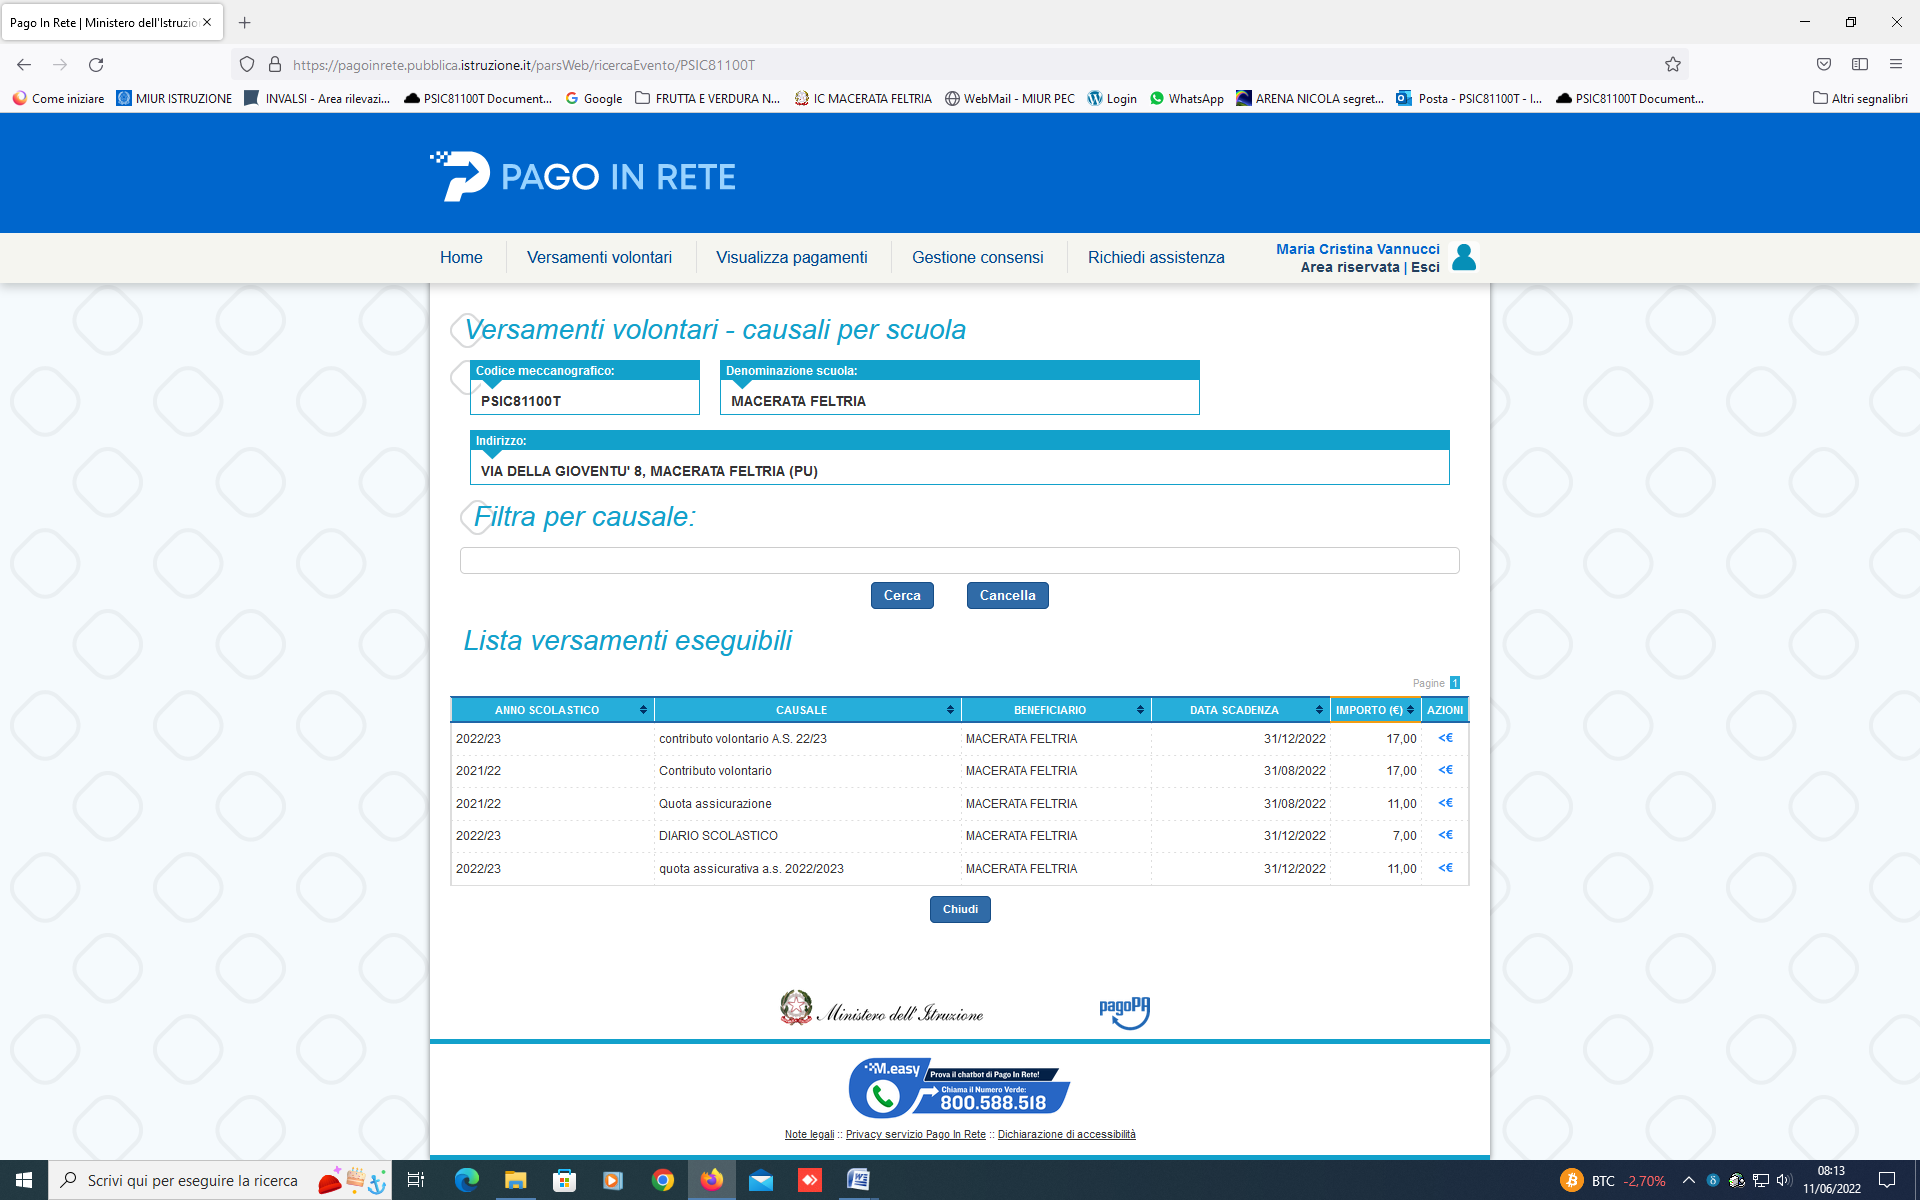 Pago In Rete | Ministero dell'Istruzio
https://pagoinrete.pubblica.istruzione.it/parsWeb/ricercaEvento/PSIC81100T
Come iniziare MIUR ISTRUZIONE INVALSI - Area rilevazi... PSIC81100T Document... Google FRUTTA E VERDURA N... IC MACERATA FELTRIA WebMail - MIUR PEC Login WhatsApp ARENA NICOLA segret... Posta - PSIC81100T - I... PSIC81100T Document... Altri segnalibri
PAGO IN RETE
Home Versamenti volontari Visualizza pagamenti Gestione consensi Richiedi assistenza
Maria Cristina Vannucci
Area riservata | Esci
Versamenti volontari - causali per scuola
Codice meccanografico: Denominazione scuola:
PSIC81100T MACERATA FELTRIA
Indirizzo:
VIA DELLA GIOVENTU' 8, MACERATA FELTRIA (PU)
Filtra per causale:
Cerca Cancella
Lista versamenti eseguibili
Pagine 1
ANNO SCOLASTICO CAUSALE BENEFICIARIO DATA SCADENZA IMPORTO (€) AZIONI
2022/23 contributo volontario A.S. 22/23 MACERATA FELTRIA 31/12/2022 17,00 <€
2021/22 Contributo volontario MACERATA FELTRIA 31/08/2022 17,00 <€
2021/22 Quota assicurazione MACERATA FELTRIA 31/08/2022 11,00 <€
2022/23 DIARIO SCOLASTICO MACERATA FELTRIA 31/12/2022 7,00 <€
2022/23 quota assicurativa a.s. 2022/2023 MACERATA FELTRIA 31/12/2022 11,00 <€
Chiudi
Ministero dell'Istruzione pagoPA
M.easy Prova il chatbot di Pago In Rete!
Chiama il Numero Verde:
800.588.518
Note legali :: Privacy servizio Pago In Rete :: Dichiarazione di accessibilità
Scrivi qui per eseguire la ricerca
BTC -2,70%
08:13
11/06/2022